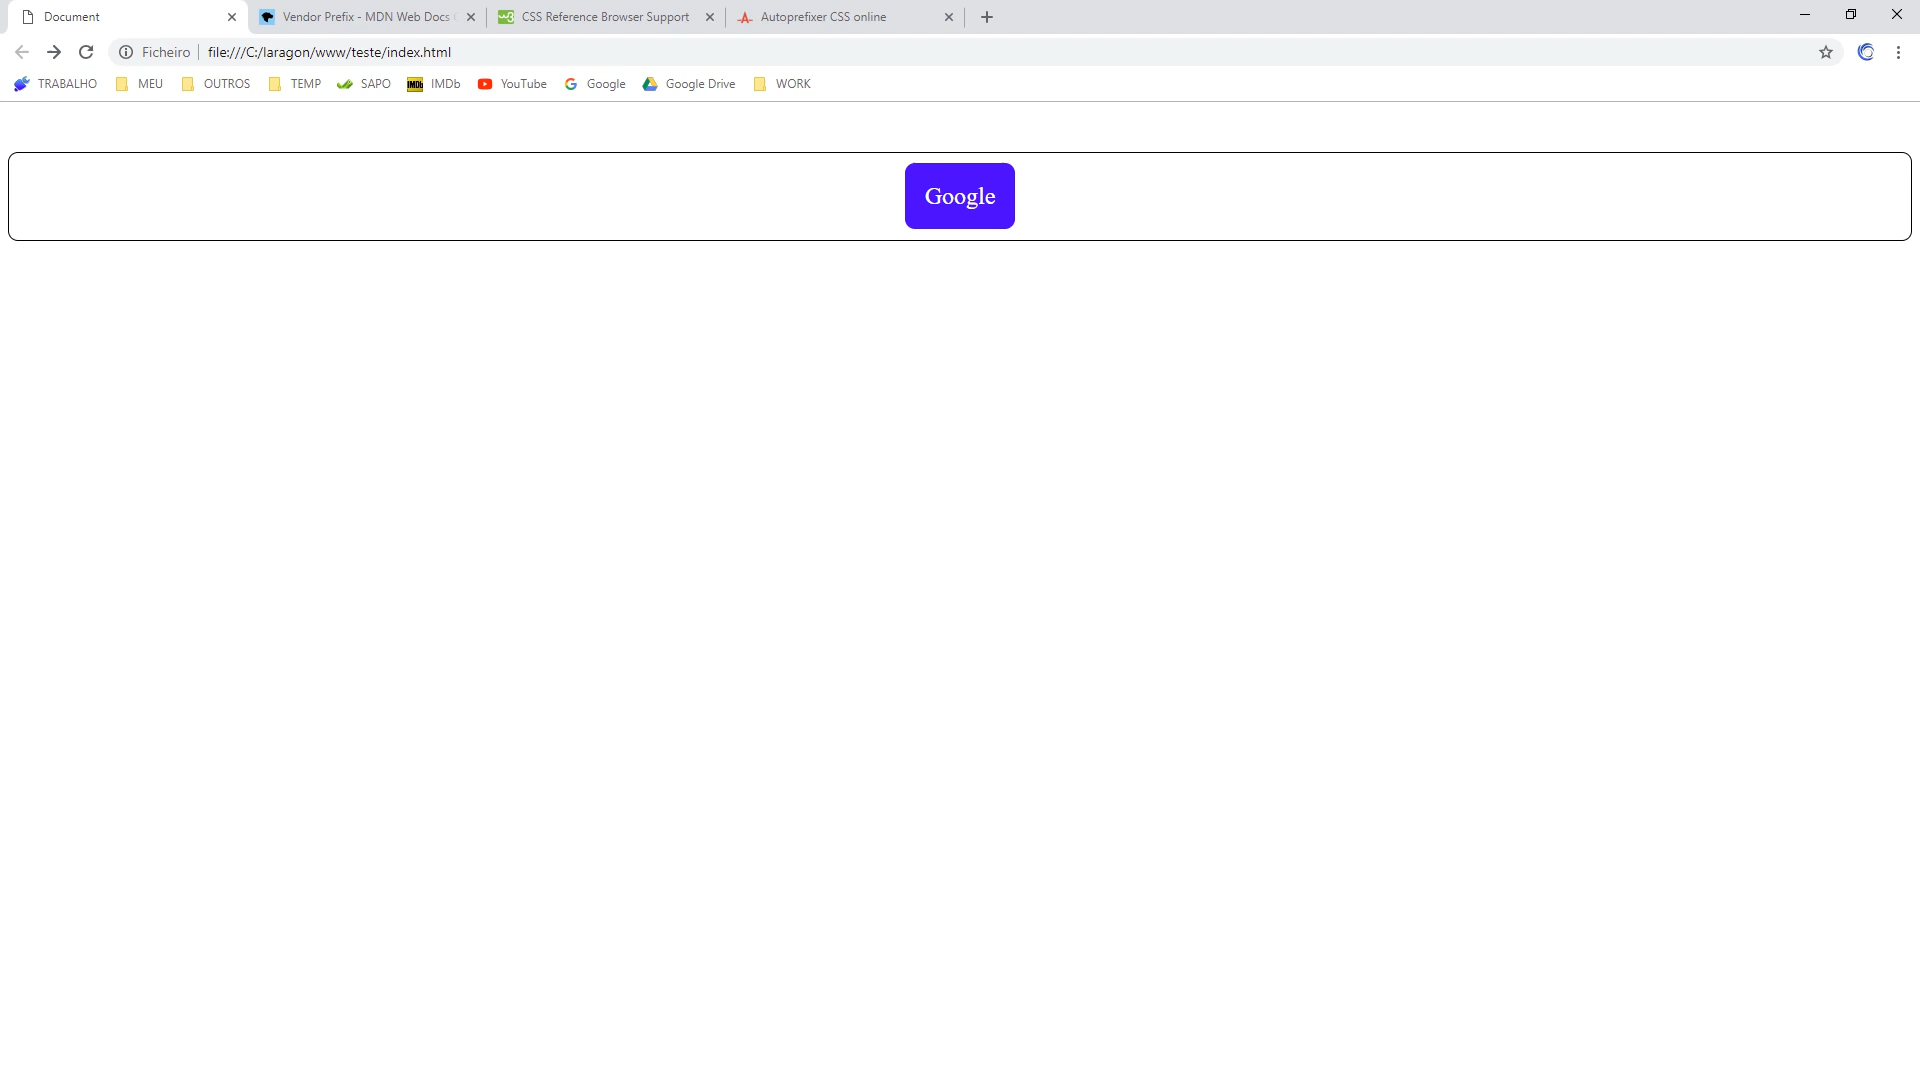 Document
Vendor Prefix - MDN Web Docs
CSS Reference Browser Support
Autoprefixer CSS online
Ficheiro
file:///C:/laragon/www/teste/index.html
TRABALHO
MEU
OUTROS
TEMP
SAPO
IMDb
IMDb
YouTube
Google
Google Drive
WORK
Google